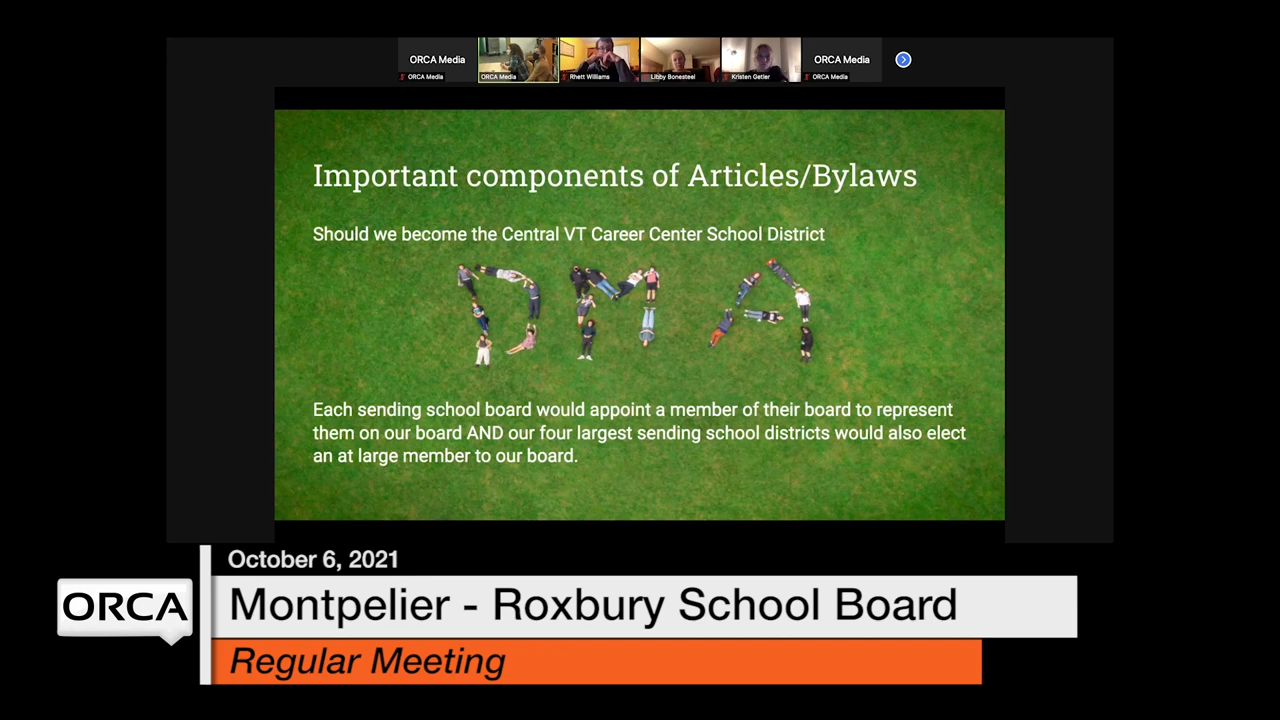 ORCA Media
ORCA Media
ORCA Media
ORCA Media
Rhett Williams
Libby Bonesteel
Kristen Getler
ORCA Media
ORCA Media
Important components of Articles/Bylaws
Should we become the Central VT Career Center School District
DMA
Each sending school board would appoint a member of their board to represent
them on our board AND our four largest sending school districts would also elect
an at large member to our board.
October 6, 2021
ORCA
Montpelier - Roxbury School Board
Regular Meeting